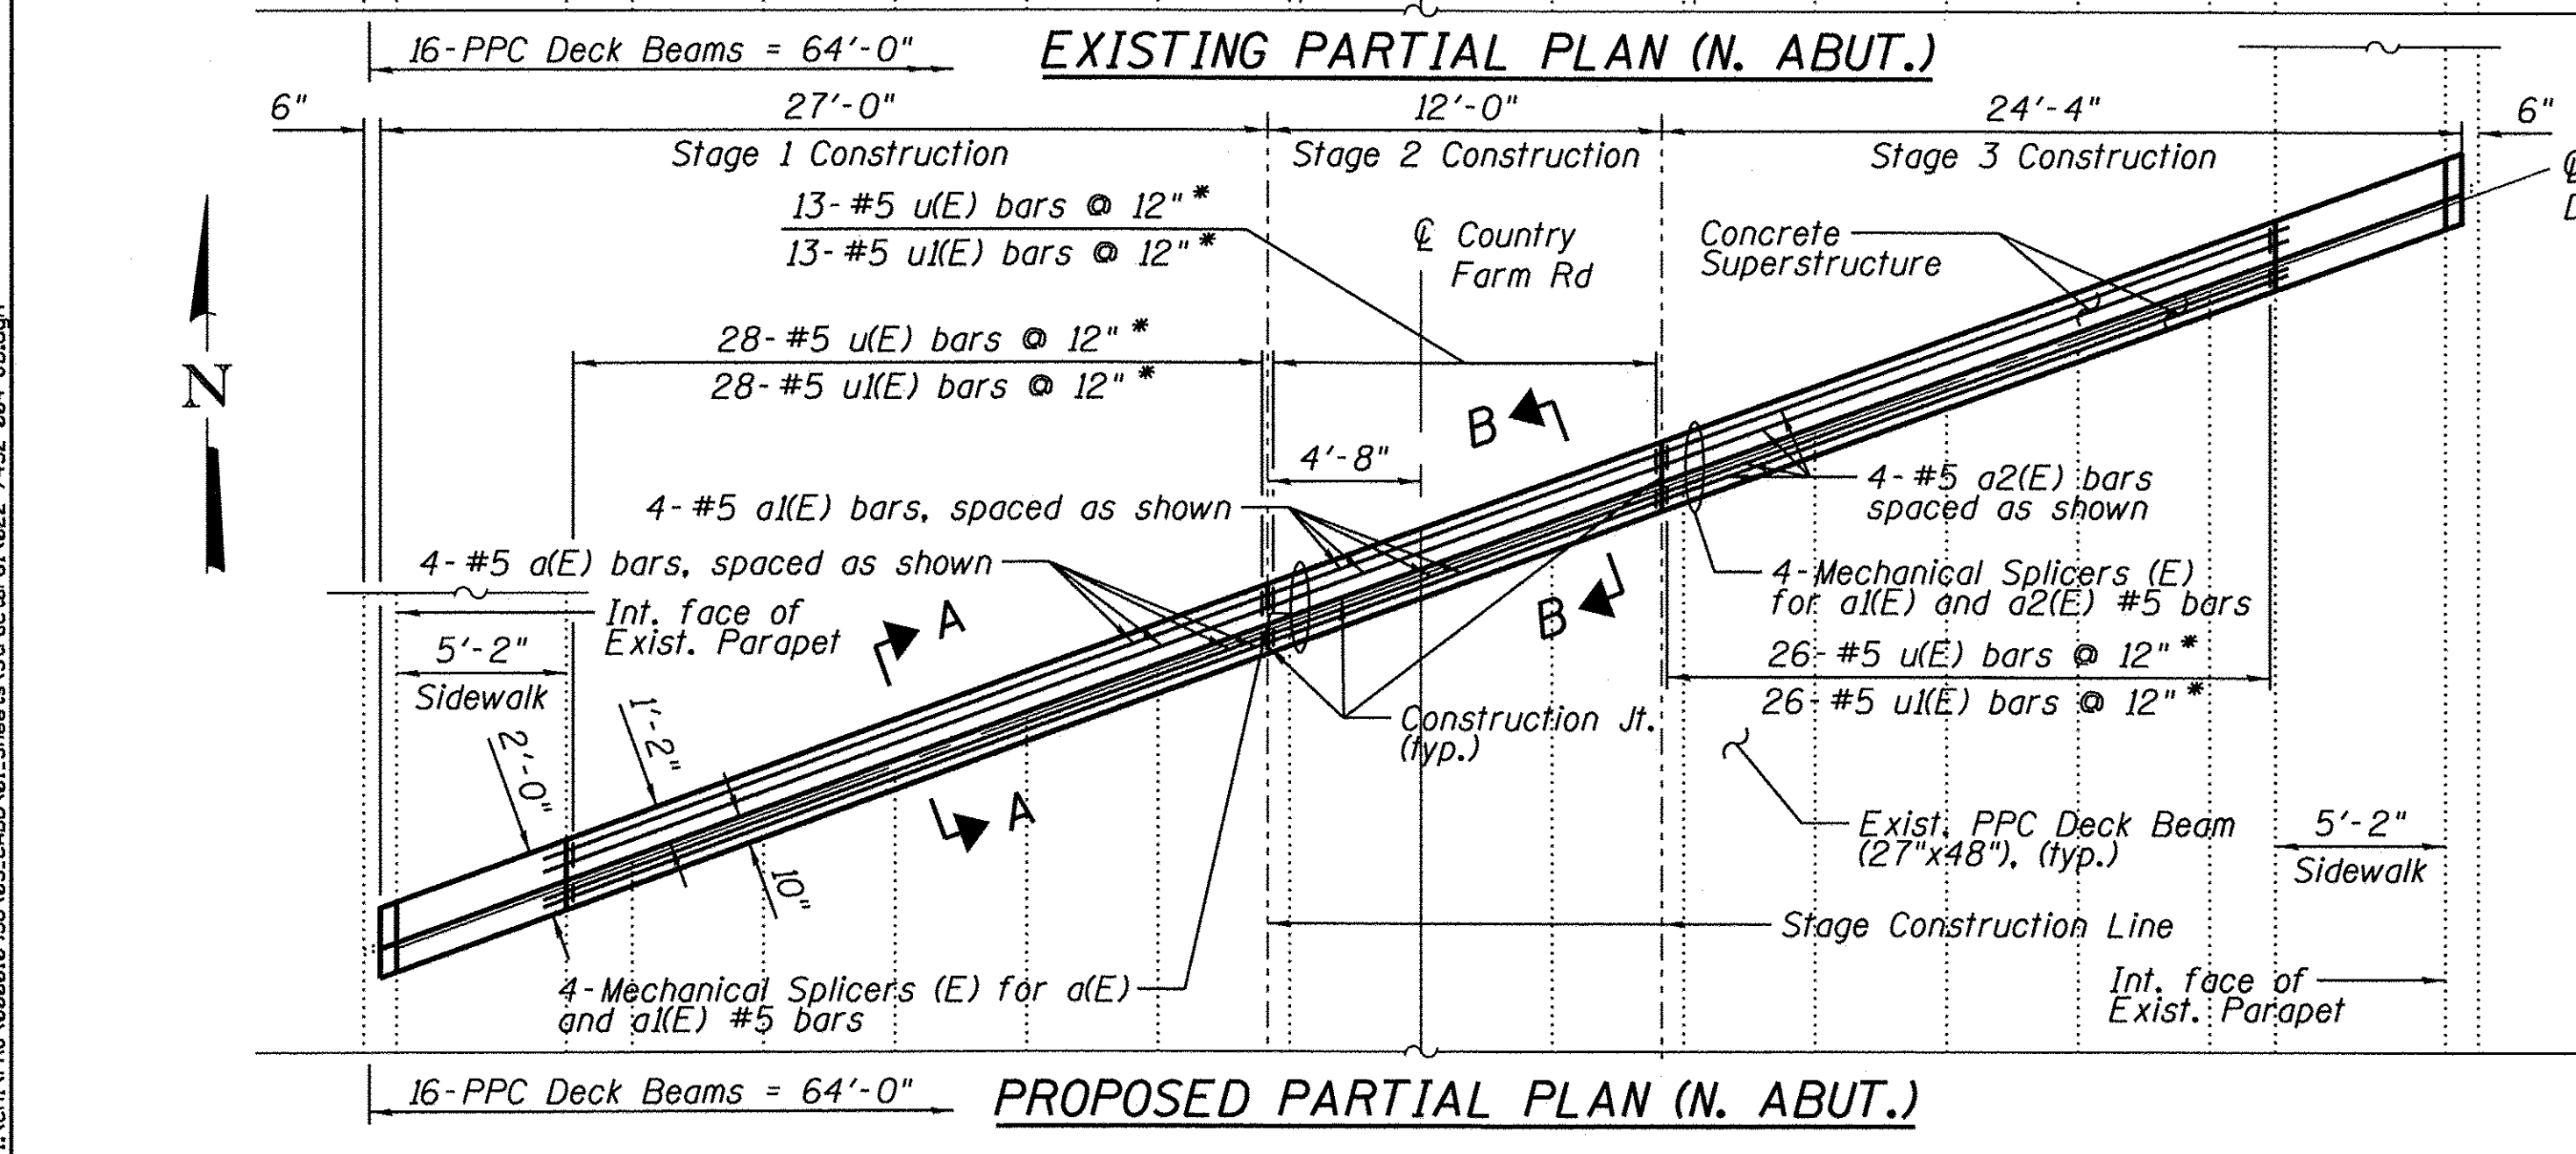 16-PPC Deck Beams = 64'-0"
EXISTING PARTIAL PLAN (N. ABUT.)
6"
27'-0"
12'-0"
24'-4"
6"
Stage 1 Construction
Stage 2 Construction
Stage 3 Construction
13-#5 u(E) bars @ 12"*
13-#5 u1(E) bars @ 12"*
℄ Country
Farm Rd
Concrete
Superstructure
℄
28-#5 u(E) bars @ 12"*
28-#5 u1(E) bars @ 12"*
N
B
4'-8"
4-#5 a1(E) bars, spaced as shown
4-#5 a2(E) bars
spaced as shown
4-#5 a(E) bars, spaced as shown
4-Mechanical Splicers (E)
for a1(E) and a2(E) #5 bars
Int. face of
Exist. Parapet
A
B
5'-2"
Sidewalk
26-#5 u(E) bars @ 12"*
26-#5 u1(E) bars @ 12"*
1'-2"
2'-0"
Construction Jt.
(typ.)
A
10"
Exist. PPC Deck Beam
(27"x48"), (typ.)
5'-2"
Sidewalk
Stage Construction Line
4-Mechanical Splicers (E) for a(E)
and a1(E) #5 bars
Int. face of
Exist. Parapet
16-PPC Deck Beams = 64'-0"
PROPOSED PARTIAL PLAN (N. ABUT.)